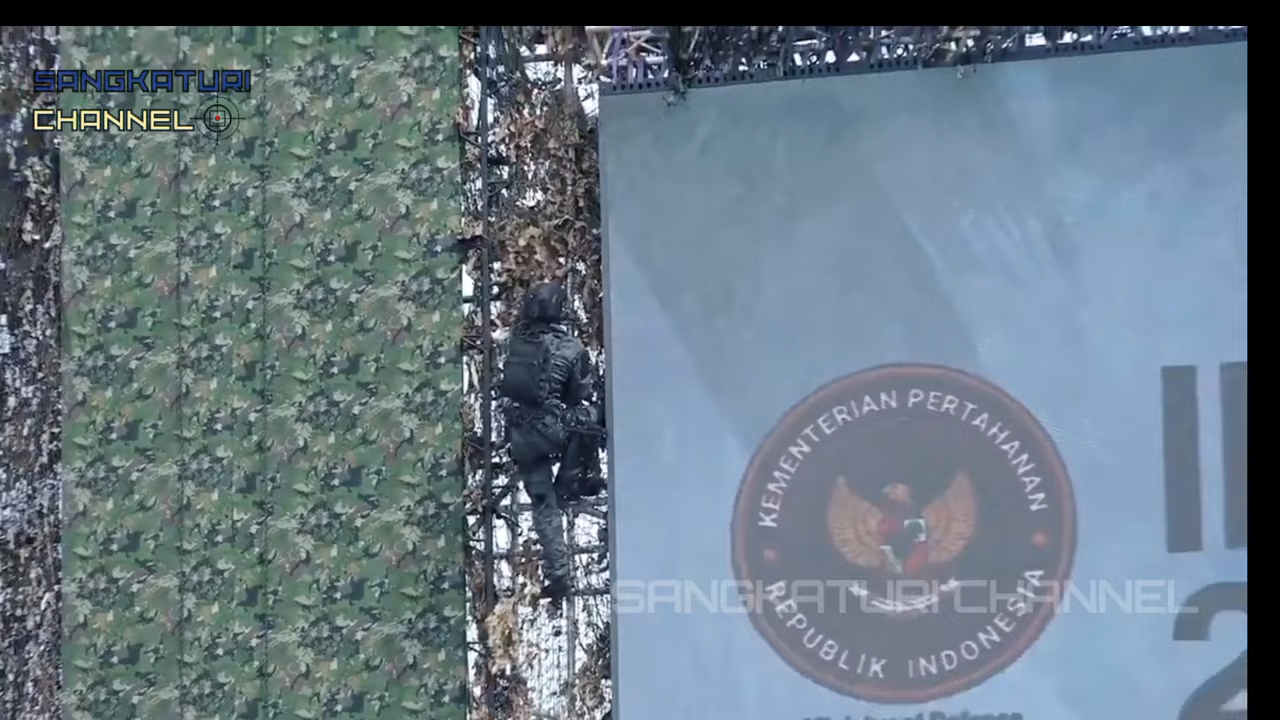 SANGKATURI
CHANNEL
KEMENTERIAN PERTAHANAN
REPUBLIK INDONESIA
SANGKATURI CHANNEL